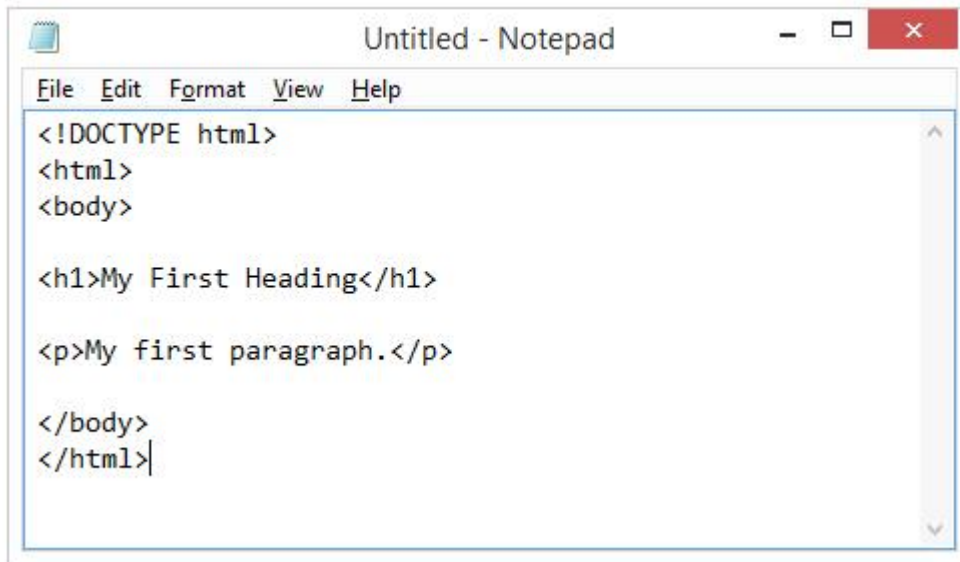 Untitled - Notepad
File Edit Format View Help
<!DOCTYPE html>
<html>
<body>
<h1>My First Heading</h1>
<p>My first paragraph.</p>
</body>
</html>